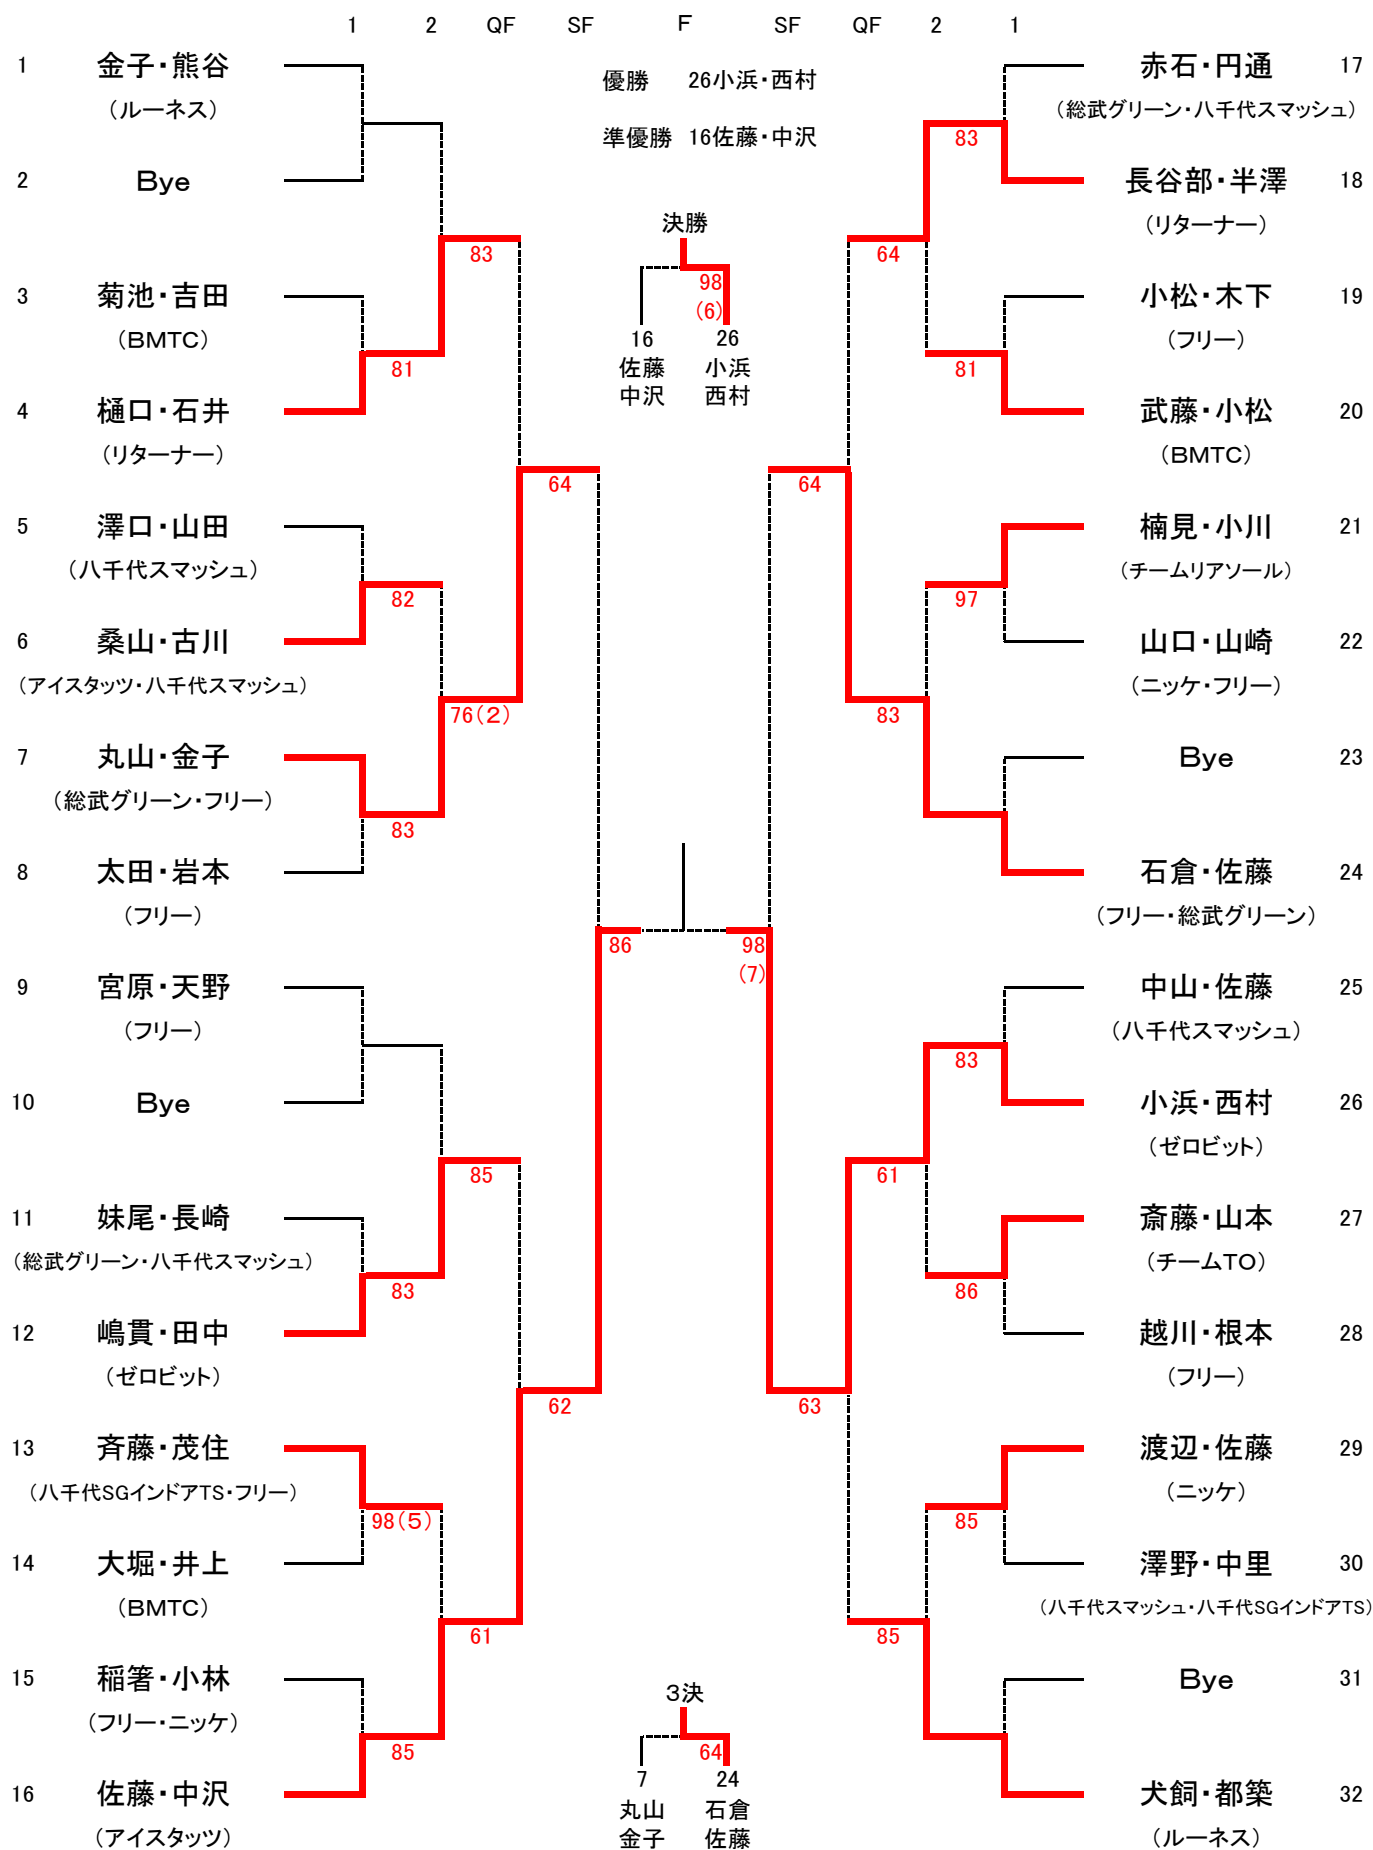 1 2 QF SF F SF QF 2 1
優勝 26小浜・西村
準優勝 16佐藤・中沢
1 金子・熊谷
(ルーネス)
2 Bye
3 菊池・吉田
(BMTC)
4 樋口・石井
(リターナー)
5 澤口・山田
(八千代スマッシュ)
6 桑山・古川
(アイスタッツ・八千代スマッシュ)
7 丸山・金子
(総武グリーン・フリー)
8 太田・岩本
(フリー)
9 宮原・天野
(フリー)
10 Bye
11 妹尾・長崎
(総武グリーン・八千代スマッシュ)
12 嶋貫・田中
(ゼロビット)
13 斉藤・茂住
(八千代SGインドアTS・フリー)
14 大堀・井上
(BMTC)
15 稲箸・小林
(フリー・ニッケ)
16 佐藤・中沢
(アイスタッツ)
81
82
83
83
98(5)
85
83
76(2)
85
61
64
62
86
決勝
98
(6)
16 26
佐藤 小浜
中沢 西村
98
(7)
3決
64
7 24
丸山 石倉
金子 佐藤
64
63
64
83
61
85
83
81
97
83
86
85
赤石・円通 17
(総武グリーン・八千代スマッシュ)
長谷部・半澤 18
(リターナー)
小松・木下 19
(フリー)
武藤・小松 20
(BMTC)
楠見・小川 21
(チームリアソール)
山口・山崎 22
(ニッケ・フリー)
Bye 23
石倉・佐藤 24
(フリー・総武グリーン)
中山・佐藤 25
(八千代スマッシュ)
小浜・西村 26
(ゼロビット)
斎藤・山本 27
(チームTO)
越川・根本 28
(フリー)
渡辺・佐藤 29
(ニッケ)
澤野・中里 30
(八千代スマッシュ・八千代SGインドアTS)
Bye 31
犬飼・都築 32
(ルーネス)